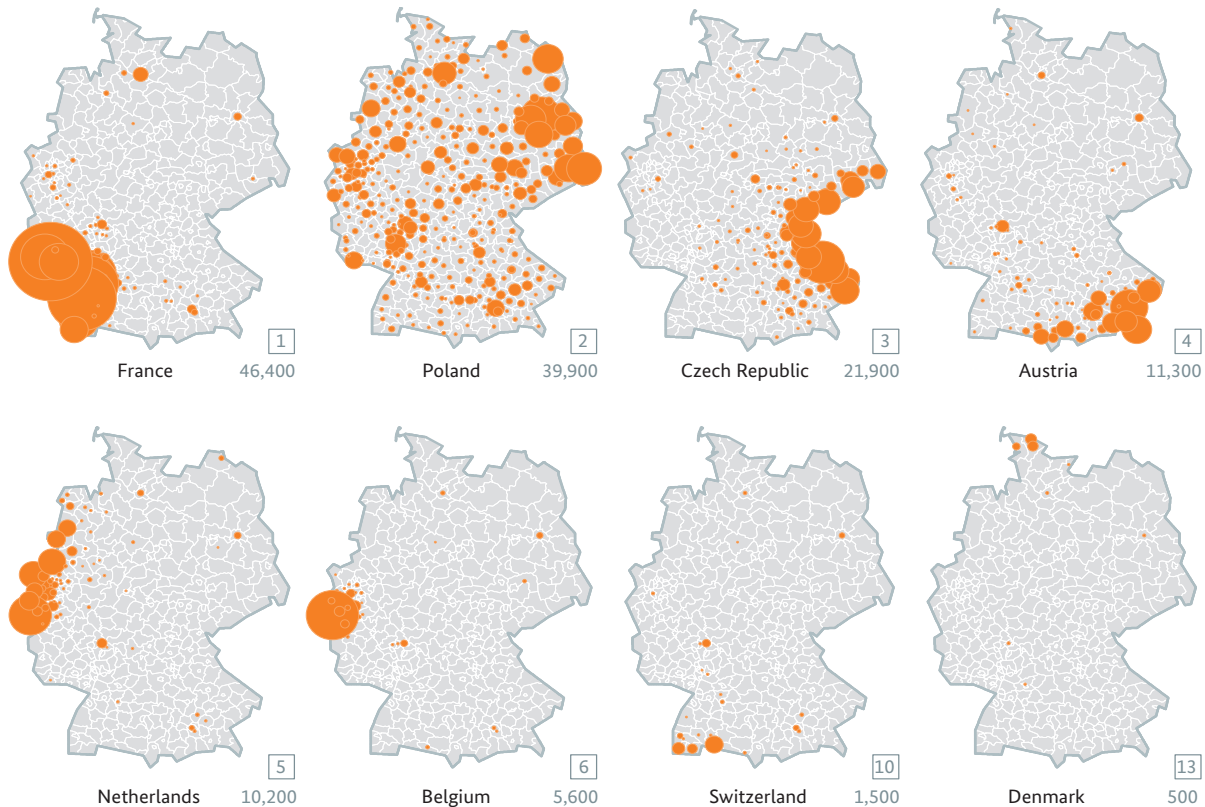 1
France 46,400
2
Poland 39,900
3
Czech Republic 21,900
4
Austria 11,300
5
Netherlands 10,200
6
Belgium 5,600
10
Switzerland 1,500
13
Denmark 500